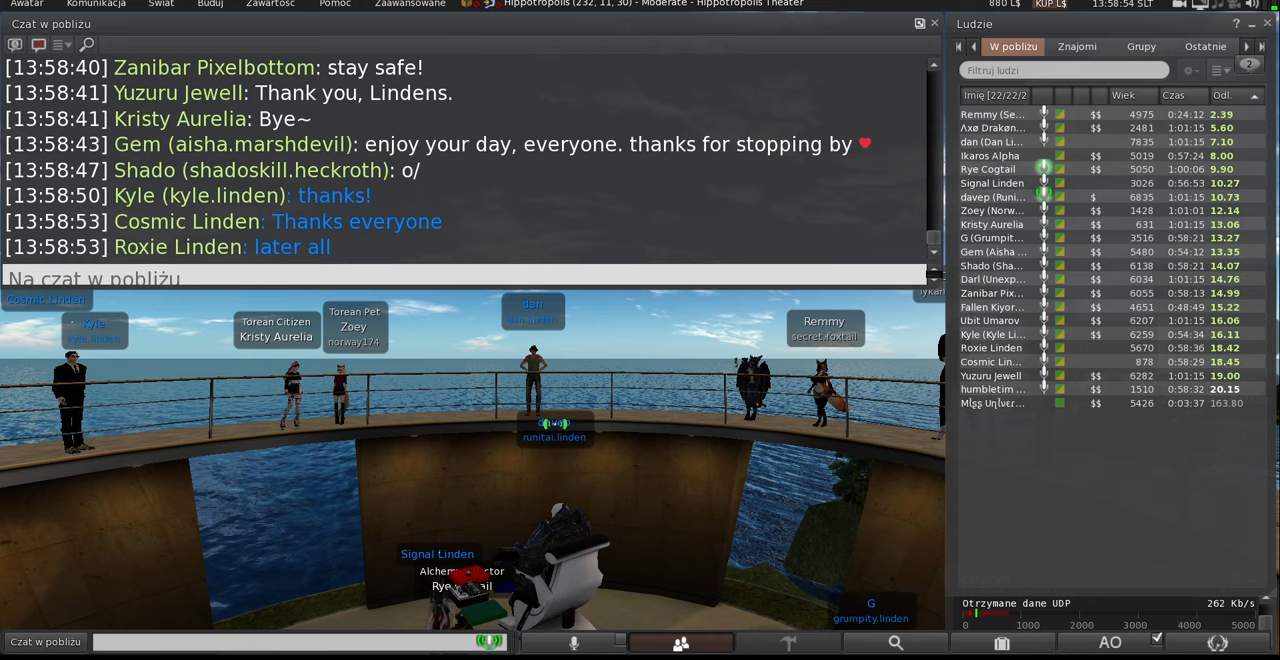 Awatar Komunikacja Świat Buduj Zawartość Pomoc Zaawansowane Hippotropolis (232, 11, 30) - Moderate - Hippotropolis Theater 880 L$ KUP L$ 13:58:54 SLT
Czat w pobliżu
[13:58:40] Zanibar Pixelbottom: stay safe!
[13:58:41] Yuzuru Jewell: Thank you, Lindens.
[13:58:41] Kristy Aurelia: Bye~
[13:58:43] Gem (aisha.marshdevil): enjoy your day, everyone. thanks for stopping by ❤
[13:58:47] Shado (shadoskill.heckroth): o/
[13:58:50] Kyle (kyle.linden): thanks!
[13:58:53] Cosmic Linden: Thanks everyone
[13:58:53] Roxie Linden: later all
Na czat w pobliżu
Cosmic Linden
Kyle
kyle.linden
Torean Citizen
Kristy Aurelia
Torean Pet
Zoey
norway174
dan
dan.linden
Remmy
secret.foxtail
davep
runitai.linden
Signal Linden
G
grumpity.linden
Ludzie
? _ ×
W pobliżu Znajomi Grupy Ostatnie
Filtruj ludzi
2
Imię [22/22/2 Wiek Czas Odl.
Remmy (Se... $$ 4975 0:24:12 2.39
$$ 2481 1:01:15 5.60
dan (Dan Li... 7835 1:01:15 7.10
Ikaros Alpha $$ 5019 0:57:24 8.00
Rye Cogtail $$ 5050 1:00:06 9.90
Signal Linden 3026 0:56:53 10.27
davep (Runi... $ 6835 1:01:15 10.73
Zoey (Norw... $$ 1428 1:01:01 12.14
Kristy Aurelia $$ 631 1:01:15 13.06
G (Grumpit... $$ 3516 0:58:21 13.27
Gem (Aisha ... $$ 5480 0:54:12 13.35
Shado (Sha... $$ 6138 0:58:21 14.07
Darl (Unexp... $$ 6034 1:01:15 14.76
Zanibar Pix... $$ 6055 0:58:13 14.99
Fallen Kiyor... $$ 4651 0:48:49 15.22
Ubit Umarov $$ 6207 1:01:15 16.06
Kyle (Kyle Li... $$ 6259 0:54:34 16.11
Roxie Linden 5670 0:58:36 18.42
Cosmic Lin... 878 0:58:29 18.45
Yuzuru Jewell $$ 6282 1:01:15 19.00
humbletim ... $$ 1510 0:58:32 20.15
$$ 5426 0:03:37 163.80
Otrzymane dane UDP 262 Kb/s
0 1000 2000 3000 4000 5000
Czat w pobliżu
AO